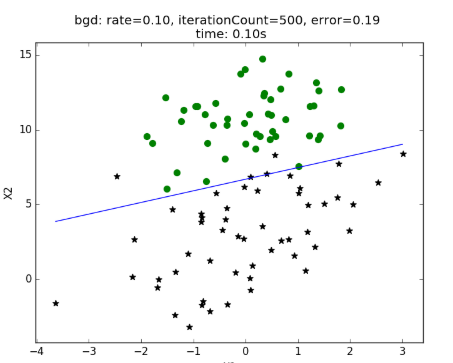 bgd: rate=0.10, iterationCount=500, error=0.19
time: 0.10s
15
10
X2
5
0
−4 −3 −2 −1 0 1 2 3